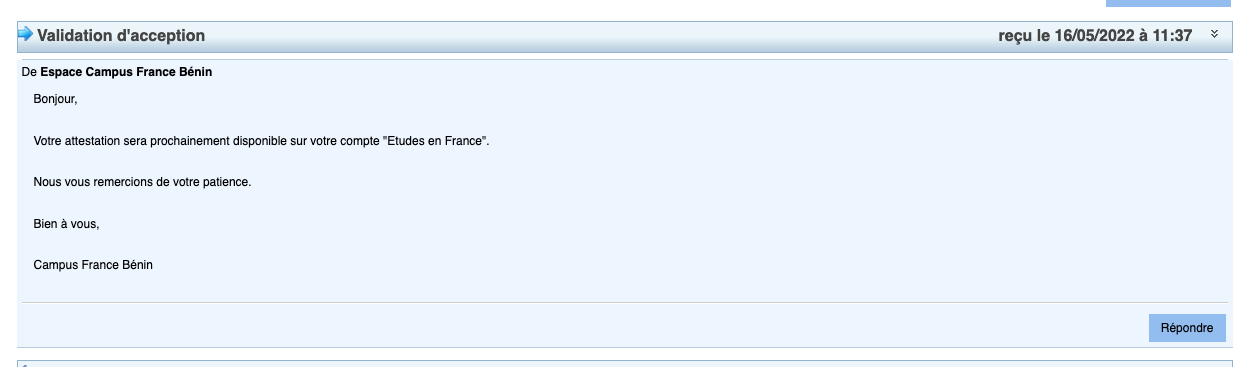 Validation d'acception
reçu le 16/05/2022 à 11:37
De Espace Campus France Bénin
Bonjour,
Votre attestation sera prochainement disponible sur votre compte "Etudes en France".
Nous vous remercions de votre patience.
Bien à vous,
Campus France Bénin
Répondre